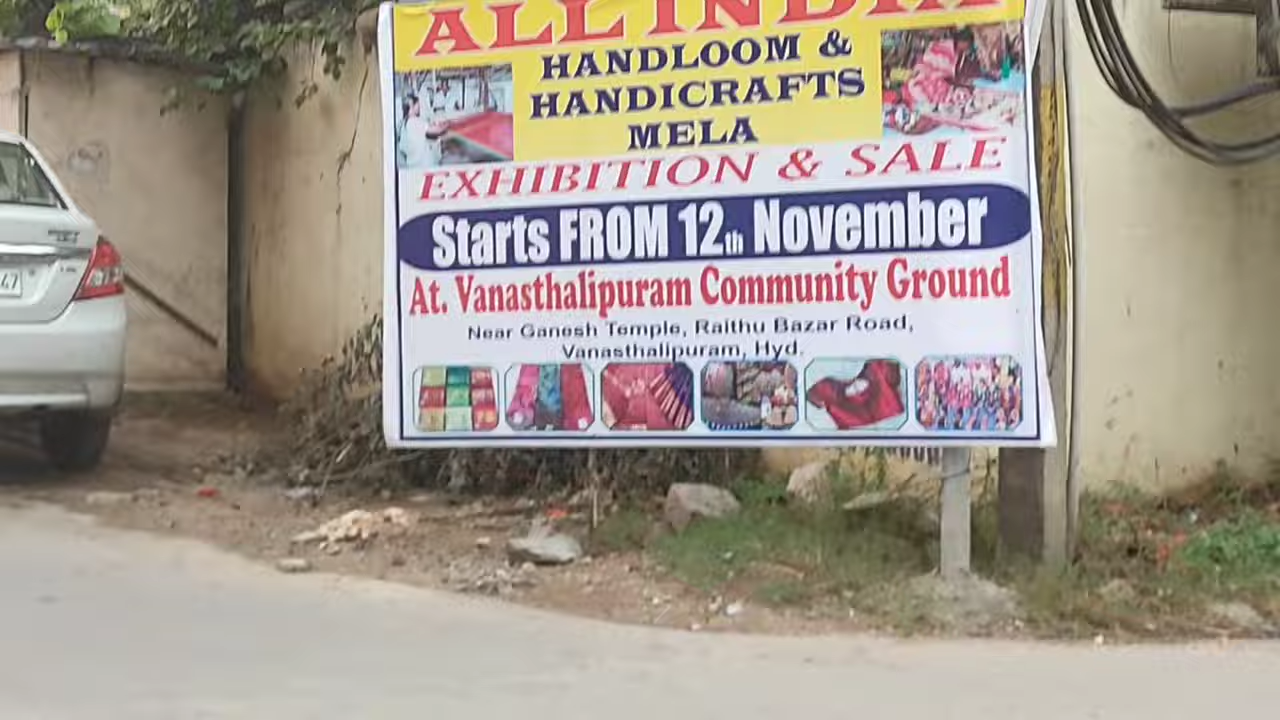 ALL INDIA
HANDLOOM &
HANDICRAFTS
MELA
EXHIBITION & SALE
Starts FROM 12th November
At. Vanasthalipuram Community Ground
Near Ganesh Temple, Raithu Bazar Road,
Vanasthalipuram, Hyd.
47